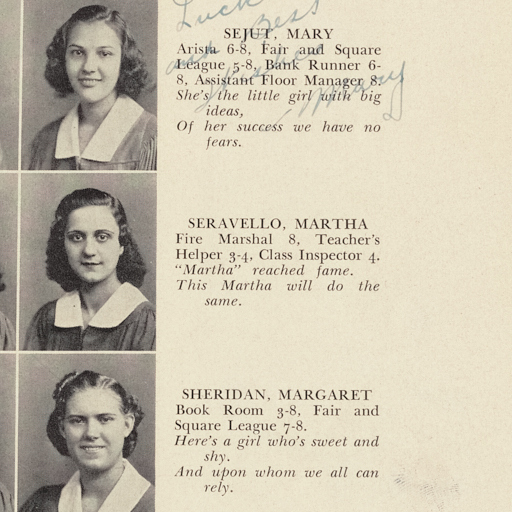 Luck
Best
SEJUT, MARY
Arista 6-8, Fair and Square
League 5-8, Bank Runner 6-
8, Assistant Floor Manager 8.
Mary
She's the little girl with big
ideas,
Of her success we have no
fears.
SERAVELLO, MARTHA
Fire Marshal 8, Teacher's
Helper 3-4, Class Inspector 4.
"Martha" reached fame.
This Martha will do the
same.
SHERIDAN, MARGARET
Book Room 3-8, Fair and
Square League 7-8.
Here's a girl who's sweet and
shy.
And upon whom we all can
rely.